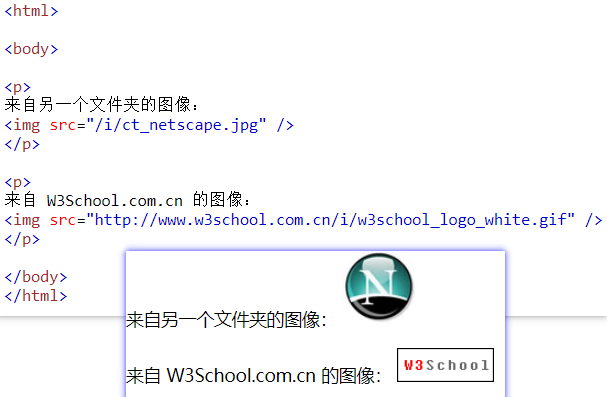 <html>
<body>
<p>
来自另一个文件夹的图像：
<img src="/i/ct_netscape.jpg" />
</p>
<p>
来自 W3School.com.cn 的图像：
<img src="http://www.w3school.com.cn/i/w3school_logo_white.gif" />
</p>
</body>
</html>
N
来自另一个文件夹的图像：
来自 W3School.com.cn 的图像： W3School